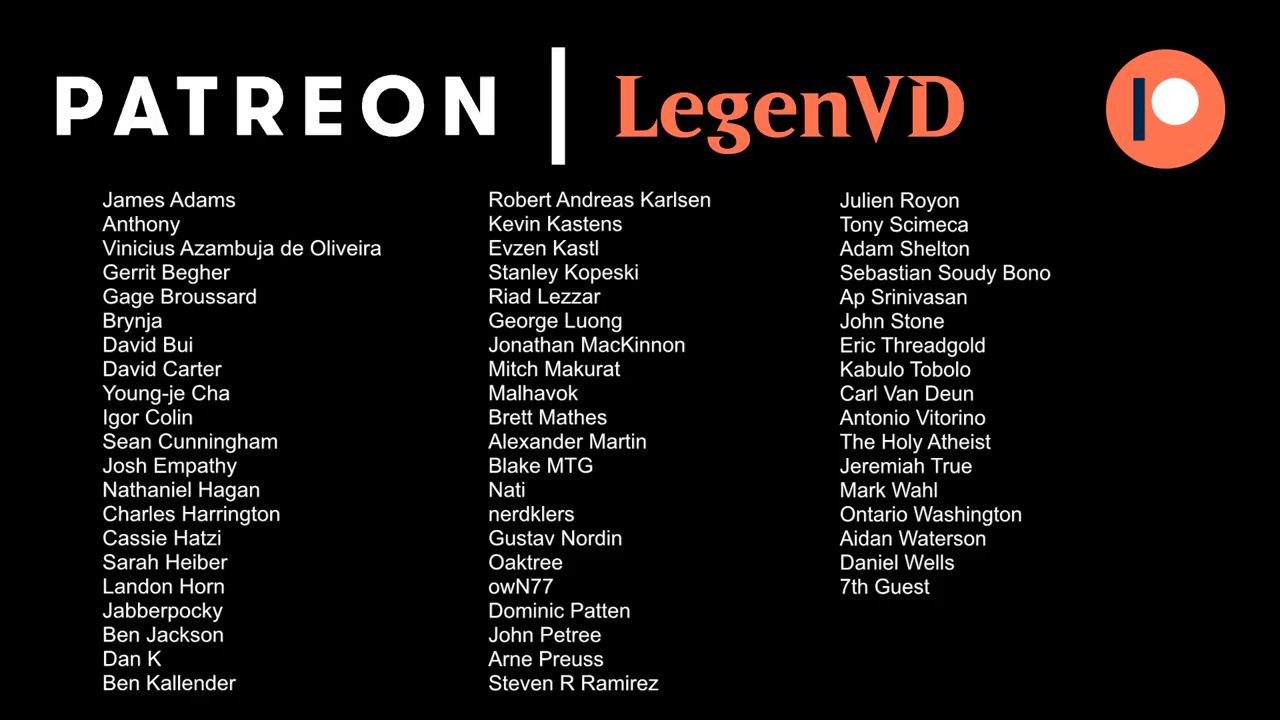 PATREON | LegenVD
James Adams
Anthony
Vinicius Azambuja de Oliveira
Gerrit Begher
Gage Broussard
Brynja
David Bui
David Carter
Young-je Cha
Igor Colin
Sean Cunningham
Josh Empathy
Nathaniel Hagan
Charles Harrington
Cassie Hatzi
Sarah Heiber
Landon Horn
Jabberpocky
Ben Jackson
Dan K
Ben Kallender
Robert Andreas Karlsen
Kevin Kastens
Evzen Kastl
Stanley Kopeski
Riad Lezzar
George Luong
Jonathan MacKinnon
Mitch Makurat
Malhavok
Brett Mathes
Alexander Martin
Blake MTG
Nati
nerdklers
Gustav Nordin
Oaktree
owN77
Dominic Patten
John Petree
Arne Preuss
Steven R Ramirez
Julien Royon
Tony Scimeca
Adam Shelton
Sebastian Soudy Bono
Ap Srinivasan
John Stone
Eric Threadgold
Kabulo Tobolo
Carl Van Deun
Antonio Vitorino
The Holy Atheist
Jeremiah True
Mark Wahl
Ontario Washington
Aidan Waterson
Daniel Wells
7th Guest